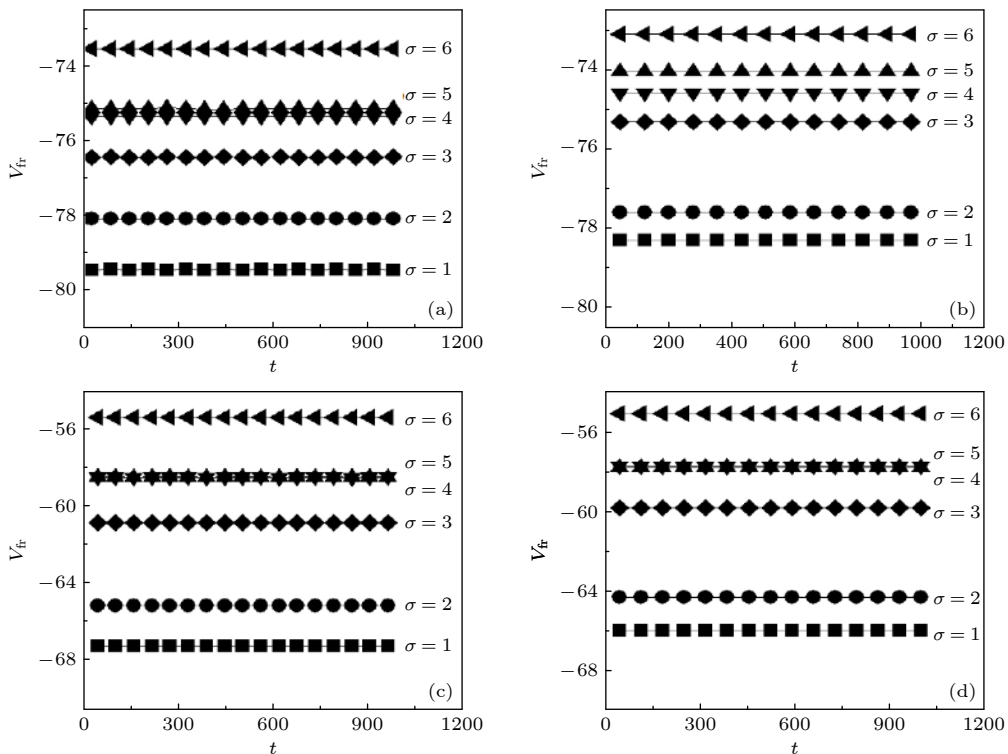 σ = 6
−74
σ = 5
σ = 4
−76
σ = 3
σ = 2
−78
σ = 1
−80
(a)
V_fr
0 300 600 900 1200
t
σ = 6
−74
σ = 5
σ = 4
σ = 3
−76
σ = 2
−78
σ = 1
−80
(b)
V_fr
0 200 400 600 800 1000 1200
t
σ = 6
−56
σ = 5
σ = 4
−60
σ = 3
σ = 2
−64
σ = 1
−68
(c)
V_fr
0 300 600 900 1200
t
σ = 6
−56
σ = 5
σ = 4
−60
σ = 3
σ = 2
−64
σ = 1
−68
(d)
V_fr
0 300 600 900 1200
t